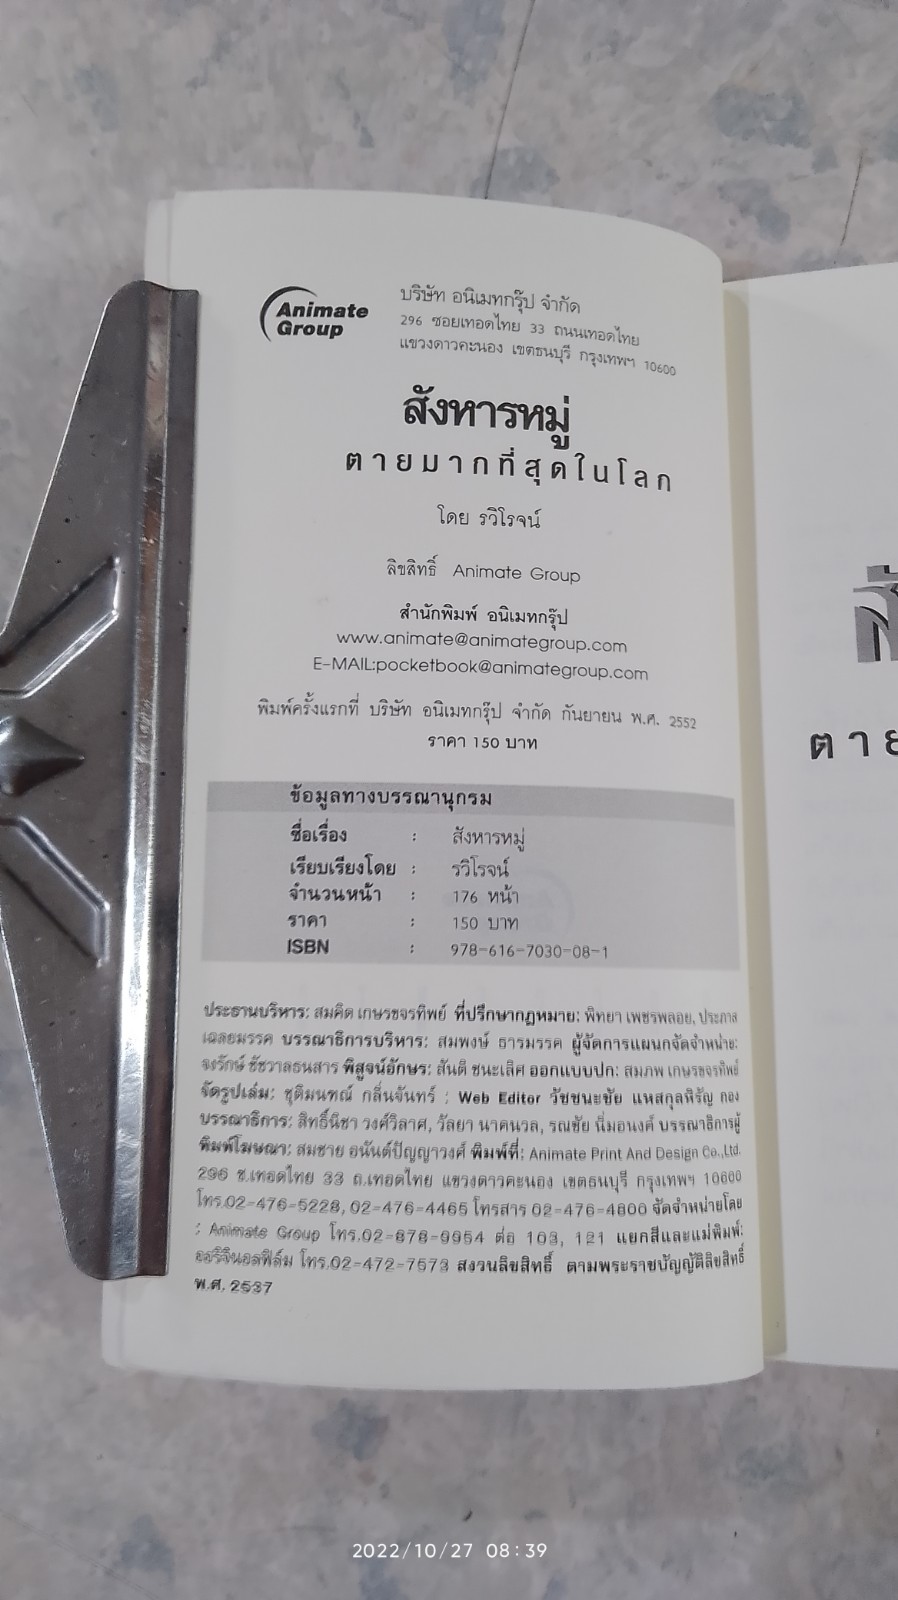 Animate
Group
บริษัท อนิเมทกรุ๊ป จำกัด
296 ซอยเทอดไทย 33 ถนนเทอดไทย
แขวงดาวคะนอง เขตธนบุรี กรุงเทพฯ 10600
สังหารหมู่
ตายมากที่สุดในโลก
โดย รวิโรจน์
ลิขสิทธิ์ Animate Group
สำนักพิมพ์ อนิเมทกรุ๊ป
www.animate@animategroup.com
E-MAIL:pocketbook@animategroup.com
พิมพ์ครั้งแรกที่ บริษัท อนิเมทกรุ๊ป จำกัด กันยายน พ.ศ. 2552
ราคา 150 บาท
ข้อมูลทางบรรณานุกรม
ชื่อเรื่อง : สังหารหมู่
เรียบเรียงโดย : รวิโรจน์
จำนวนหน้า : 176 หน้า
ราคา : 150 บาท
ISBN : 978-616-7030-08-1
ประธานบริหาร: สมคิด เกษรขจรทิพย์ ที่ปรึกษากฎหมาย: พิทยา เพชรพลอย, ประภาส
เฉลยมรรค บรรณาธิการบริหาร: สมพงษ์ ธารมรรค ผู้จัดการแผนกจัดจำหน่าย:
จงรักษ์ ชัชวาลธนสาร พิสูจน์อักษร: สันติ ชนะเลิศ ออกแบบปก: สมภพ เกษรขจรทิพย์
จัดรูปเล่ม: ชุติมนฑณ์ กลิ่นจันทร์ : Web Editor วัชชนะชัย แหสกุลหิรัญ กอง
บรรณาธิการ: สิทธิ์นีชา วงศ์วิลาศ, วัลยา นาคนวล, รณชัย นิ่มอนงค์ บรรณาธิการผู้
พิมพ์โฆษณา: สมชาย อนันต์ปัญญาวงศ์ พิมพ์ที่: Animate Print And Design Co.,Ltd.
296 ซ.เทอดไทย 33 ถ.เทอดไทย แขวงดาวคะนอง เขตธนบุรี กรุงเทพฯ 10600
โทร.02-476-5228, 02-476-4465 โทรสาร 02-476-4800 จัดจำหน่ายโดย
: Animate Group โทร.02-878-9954 ต่อ 103, 121 แยกสีและแม่พิมพ์:
ออริจินอลฟิล์ม โทร.02-472-7573 สงวนลิขสิทธิ์ ตามพระราชบัญญัติลิขสิทธิ์
พ.ศ. 2537
ตาย
2022/10/27 08:39